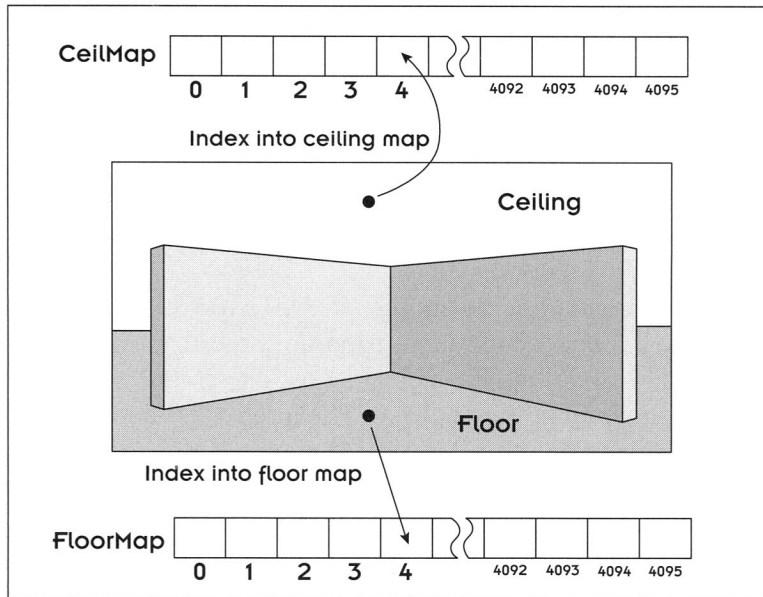 CeilMap
0 1 2 3 4 4092 4093 4094 4095
Index into ceiling map
Ceiling
Floor
Index into floor map
FloorMap
0 1 2 3 4 4092 4093 4094 4095